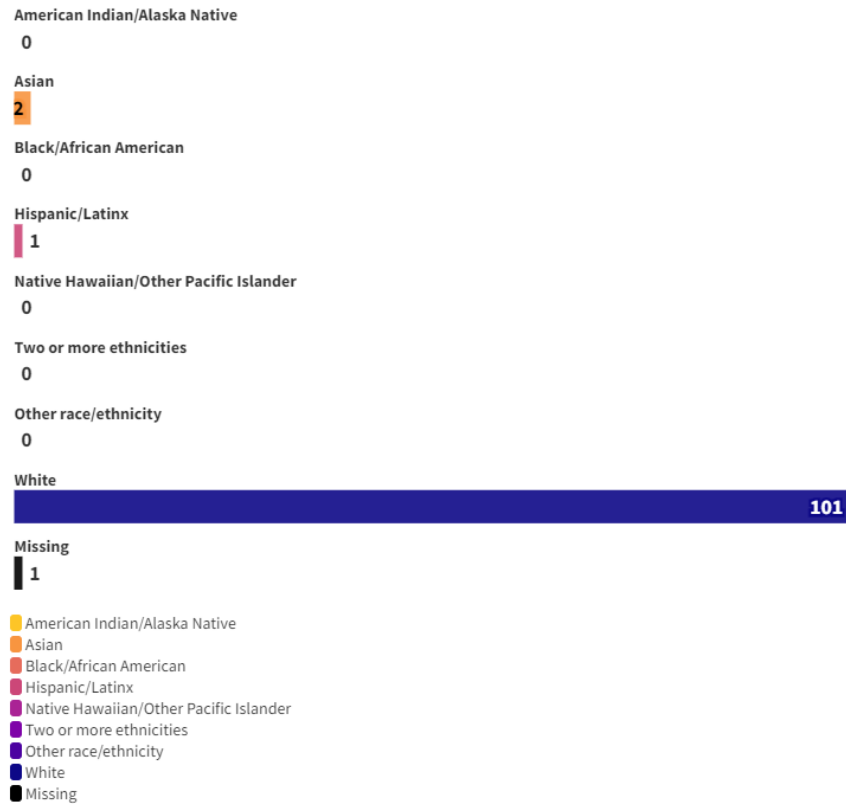 American Indian/Alaska Native
0
Asian
2
Black/African American
0
Hispanic/Latinx
1
Native Hawaiian/Other Pacific Islander
0
Two or more ethnicities
0
Other race/ethnicity
0
White
101
Missing
1
American Indian/Alaska Native
Asian
Black/African American
Hispanic/Latinx
Native Hawaiian/Other Pacific Islander
Two or more ethnicities
Other race/ethnicity
White
Missing